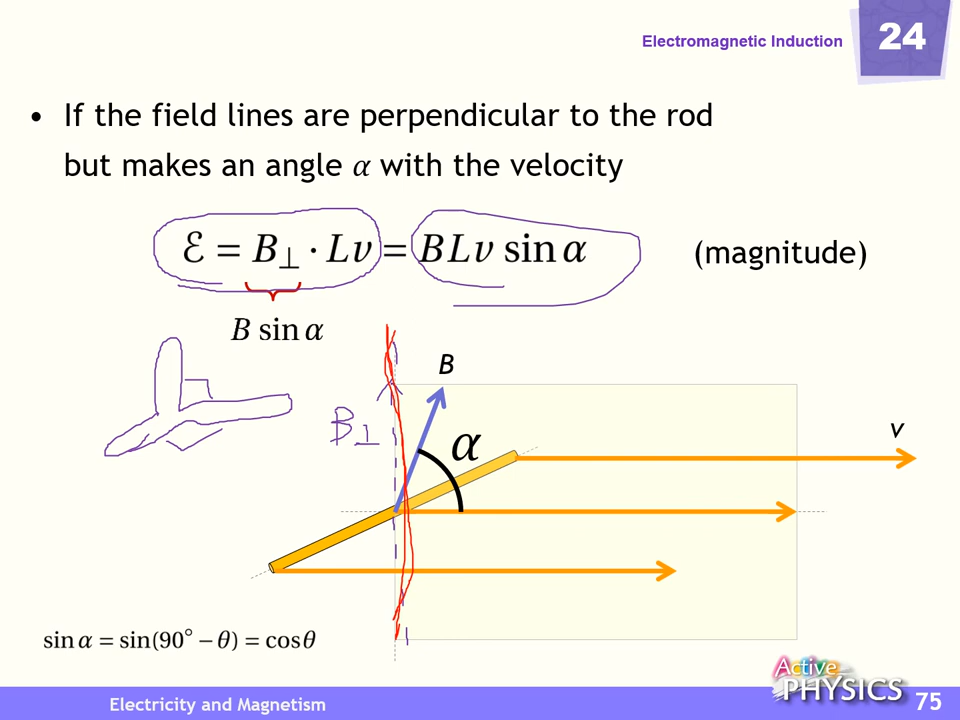 Electromagnetic Induction
24
• If the field lines are perpendicular to the rod
but makes an angle α with the velocity
ℰ = B⊥ · Lv = BLv sin α
(magnitude)
B sin α
B
B⊥
α
v
sin α = sin(90° − θ) = cos θ
Active
PHYSICS
Electricity and Magnetism
75